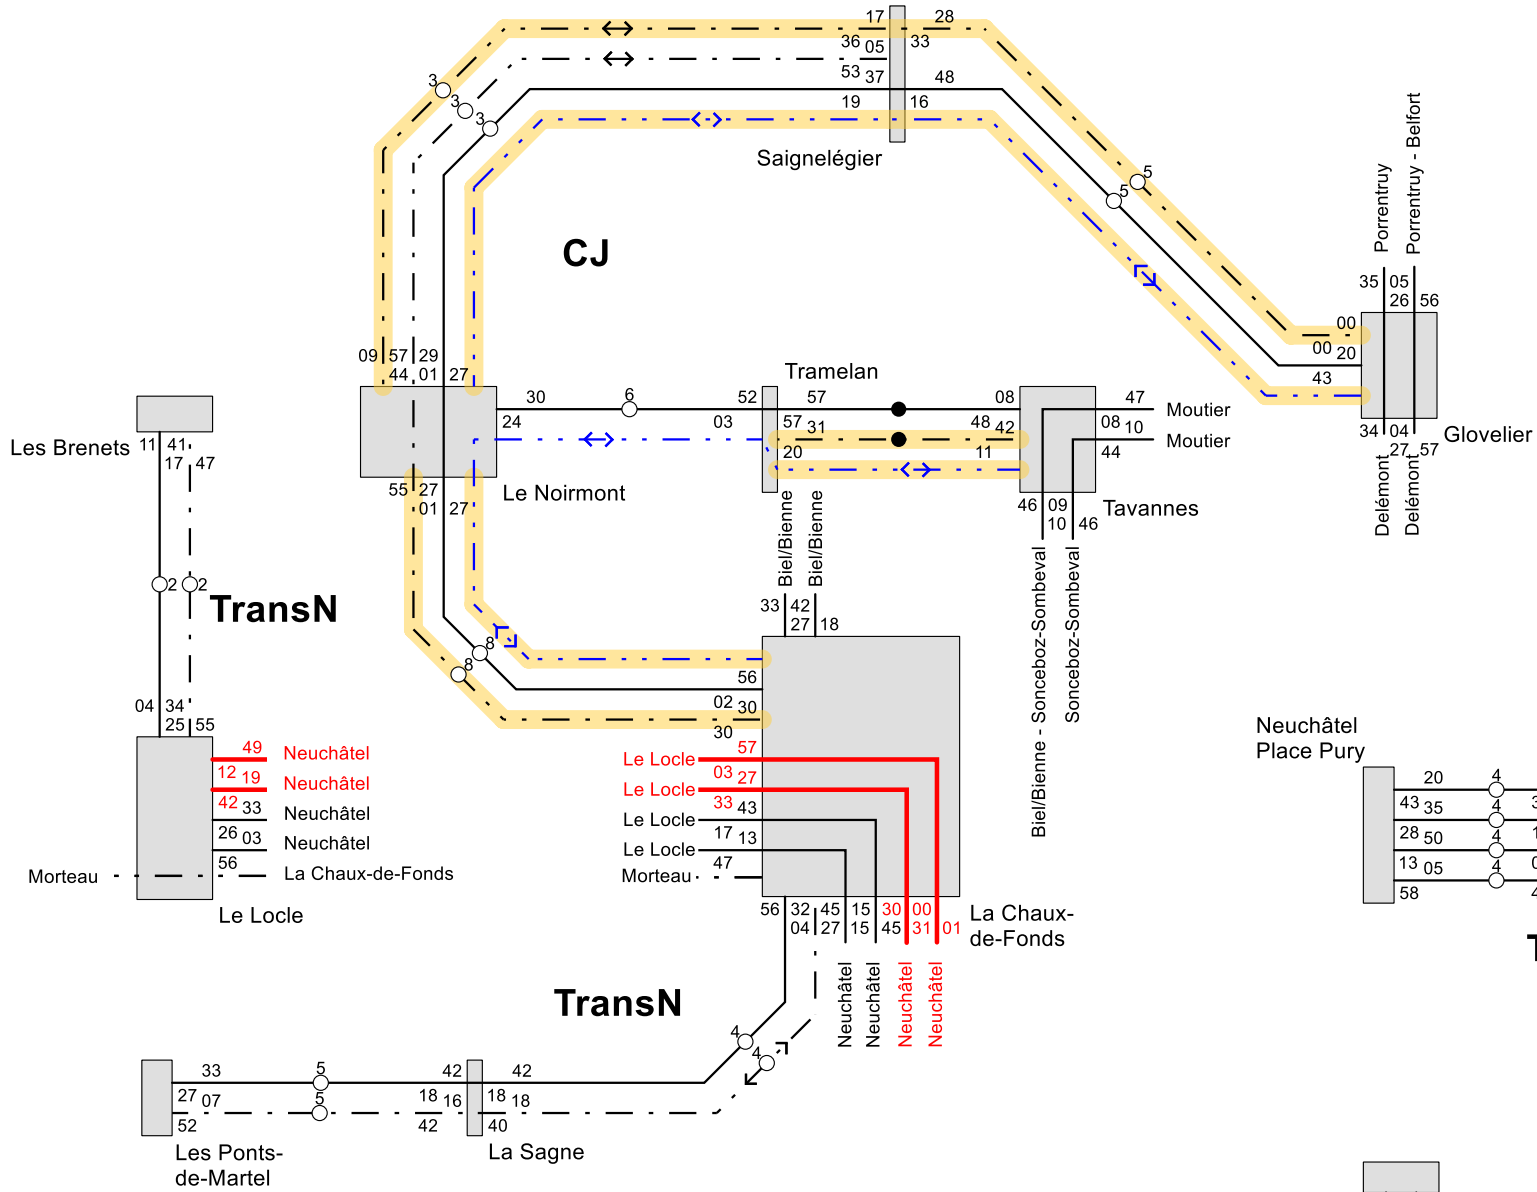 17 28
36 05 33
53 37 48
19 16
3
3
3
Saignelégier
5
5
Porrentruy
Porrentruy - Belfort
CJ
35 05
26 56
00
00 20
43
34 04
27 57
Glovelier
Delémont
Delémont
09 57 29
44 01 27
Tramelan
30 6 52 57 08 47
24 03 57 31 48 42 08 10
20 11 44
Moutier
Moutier
55 27
01 27
Le Noirmont
46 09
10 46
Tavannes
Biel/Bienne
Biel/Bienne
Biel/Bienne - Sonceboz-Sombeval
Sonceboz-Sombeval
Les Brenets
11 41
17 47
2 2
TransN
33 42
27 18
8
8
56
02 30
30
04 34
25 55
49 Neuchâtel
12 19 Neuchâtel
42 33 Neuchâtel
26 03 Neuchâtel
56
Morteau
La Chaux-de-Fonds
Le Locle
57
Le Locle 03 27
Le Locle 33 43
Le Locle 17 13
Le Locle 47
Morteau
56 32 45 15 30 00
04 27 15 45 31 01
La Chaux-
de-Fonds
Neuchâtel
Neuchâtel
Neuchâtel
Neuchâtel
TransN
4
4
33 5 42 42
27 07 5 18 16 18 18
52 42 40
Les Ponts-
de-Martel
La Sagne
Neuchâtel
Place Pury
20 4
43 35 4
28 50 4
13 05 4
58